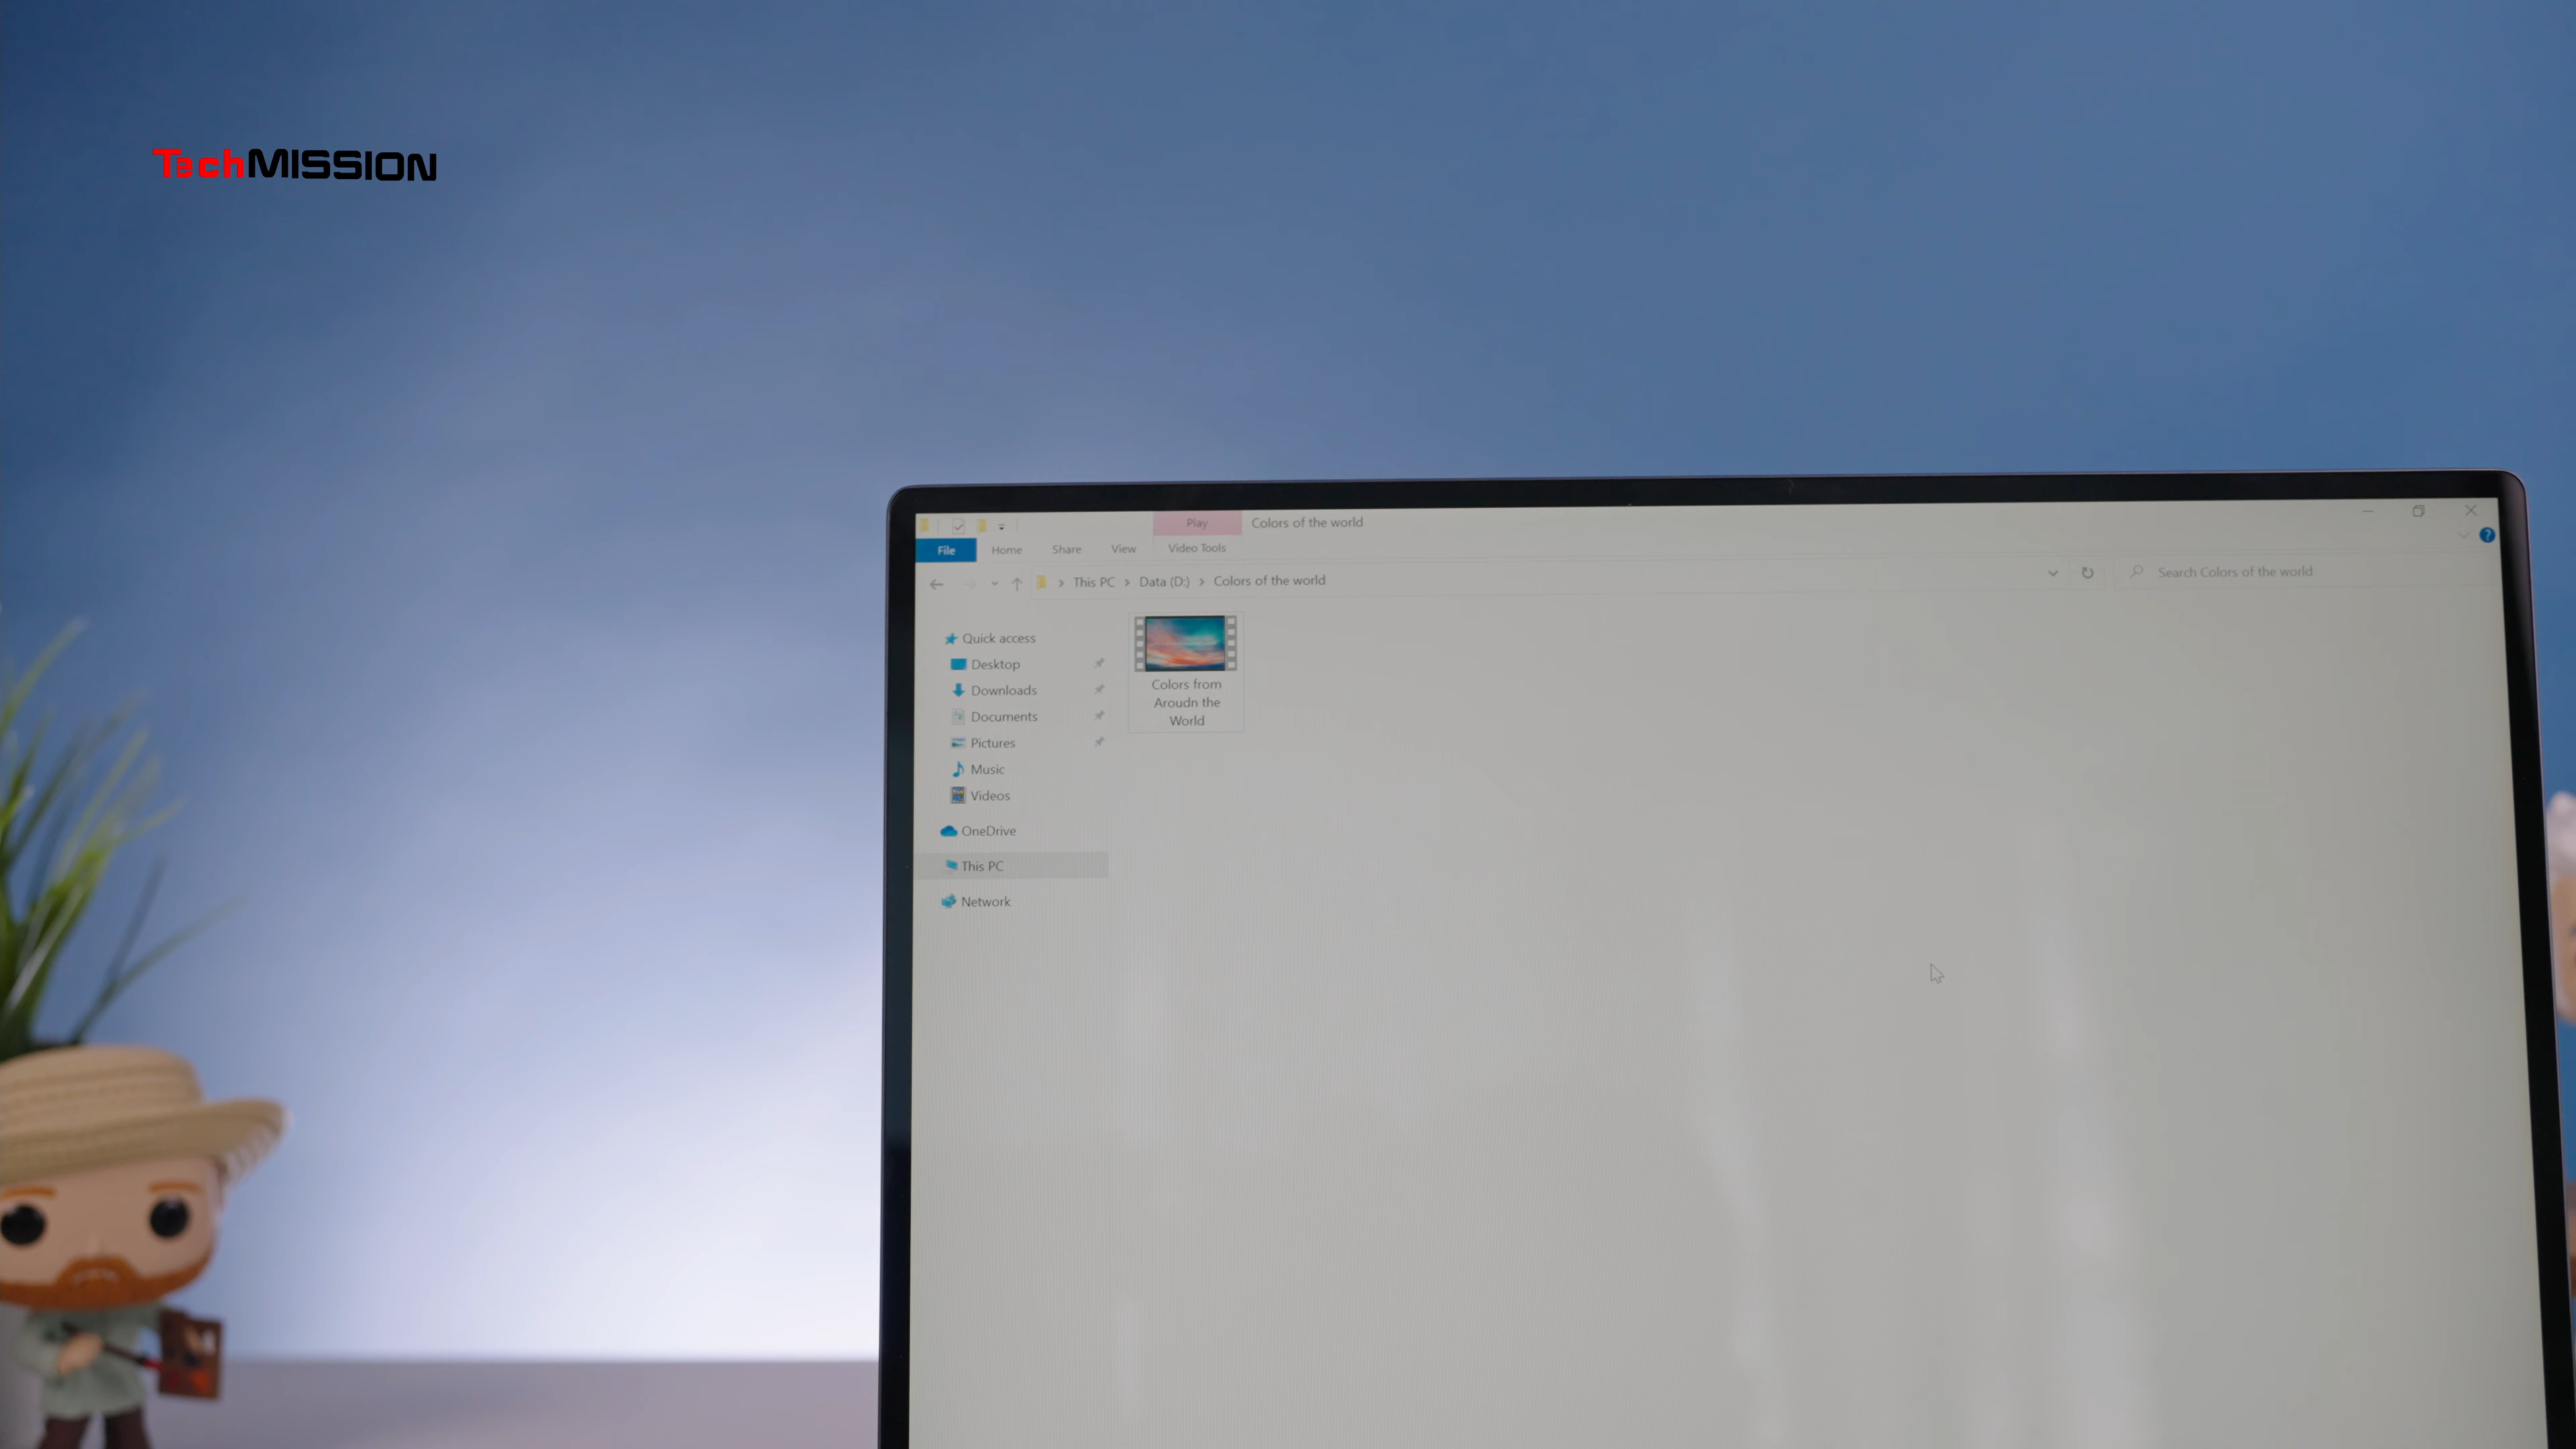 TechMISSION
Play
Colors of the world
File
Home
Share
View
Video Tools
This PC
Data (D:)
Colors of the world
Search Colors of the world
Quick access
Desktop
Downloads
Documents
Pictures
Music
Videos
OneDrive
This PC
Network
Colors from
Aroudn the
World